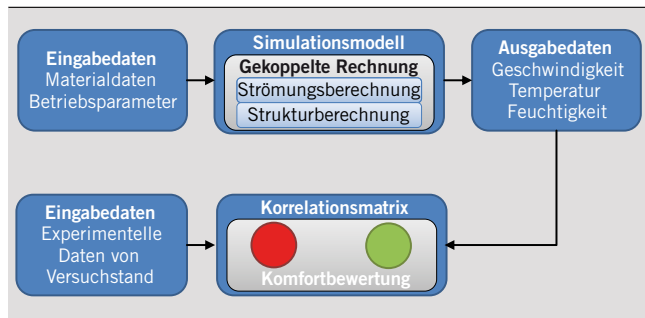 Eingabedaten
Materialdaten
Betriebsparameter
Simulationsmodell
Gekoppelte Rechnung
Strömungsberechnung
Strukturberechnung
Ausgabedaten
Geschwindigkeit
Temperatur
Feuchtigkeit
Eingabedaten
Experimentelle
Daten von
Versuchstand
Korrelationsmatrix
Komfortbewertung